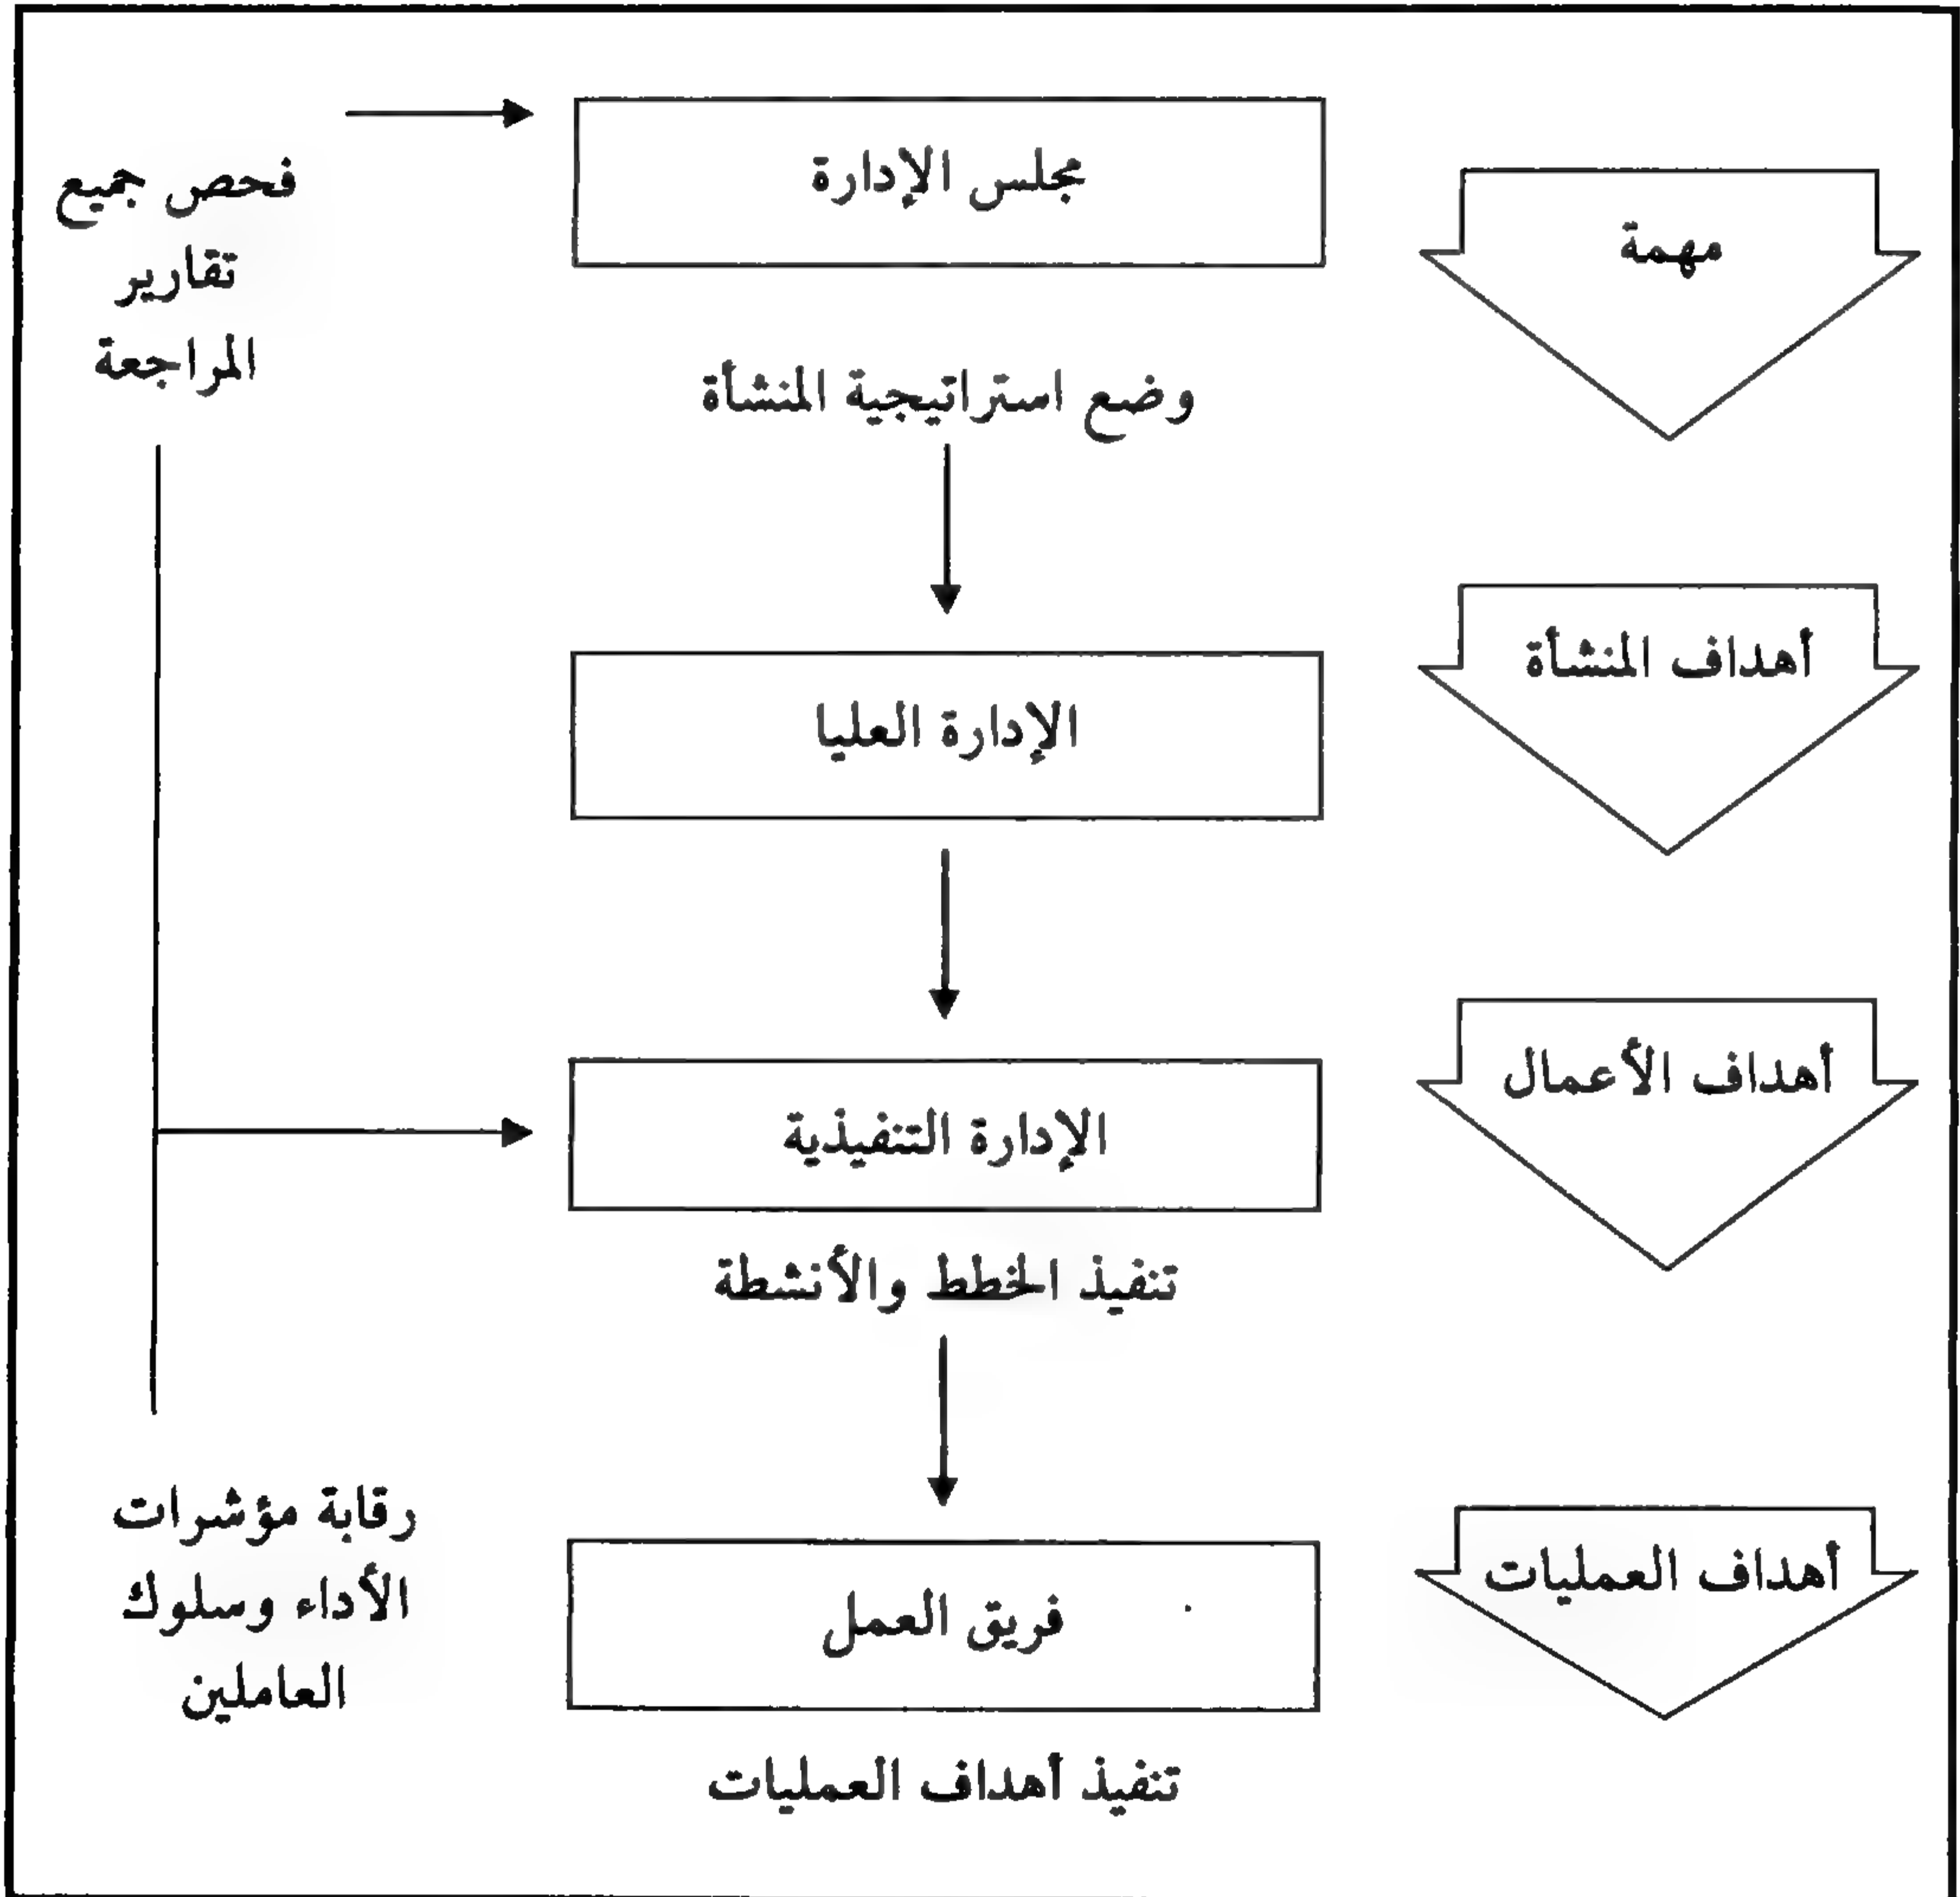 مجلس الإدارة
مهمة
فحص جميع
تقارير
المراجعة
وضع استراتيجية المنشأة
أهداف المنشأة
الإدارة العليا
أهداف الأعمال
الإدارة التنفيذية
تنفيذ الخطط والأنشطة
أهداف العمليات
فريق العمل
رقابة مؤشرات
الأداء وسلوك
العاملين
تنفيذ أهداف العمليات